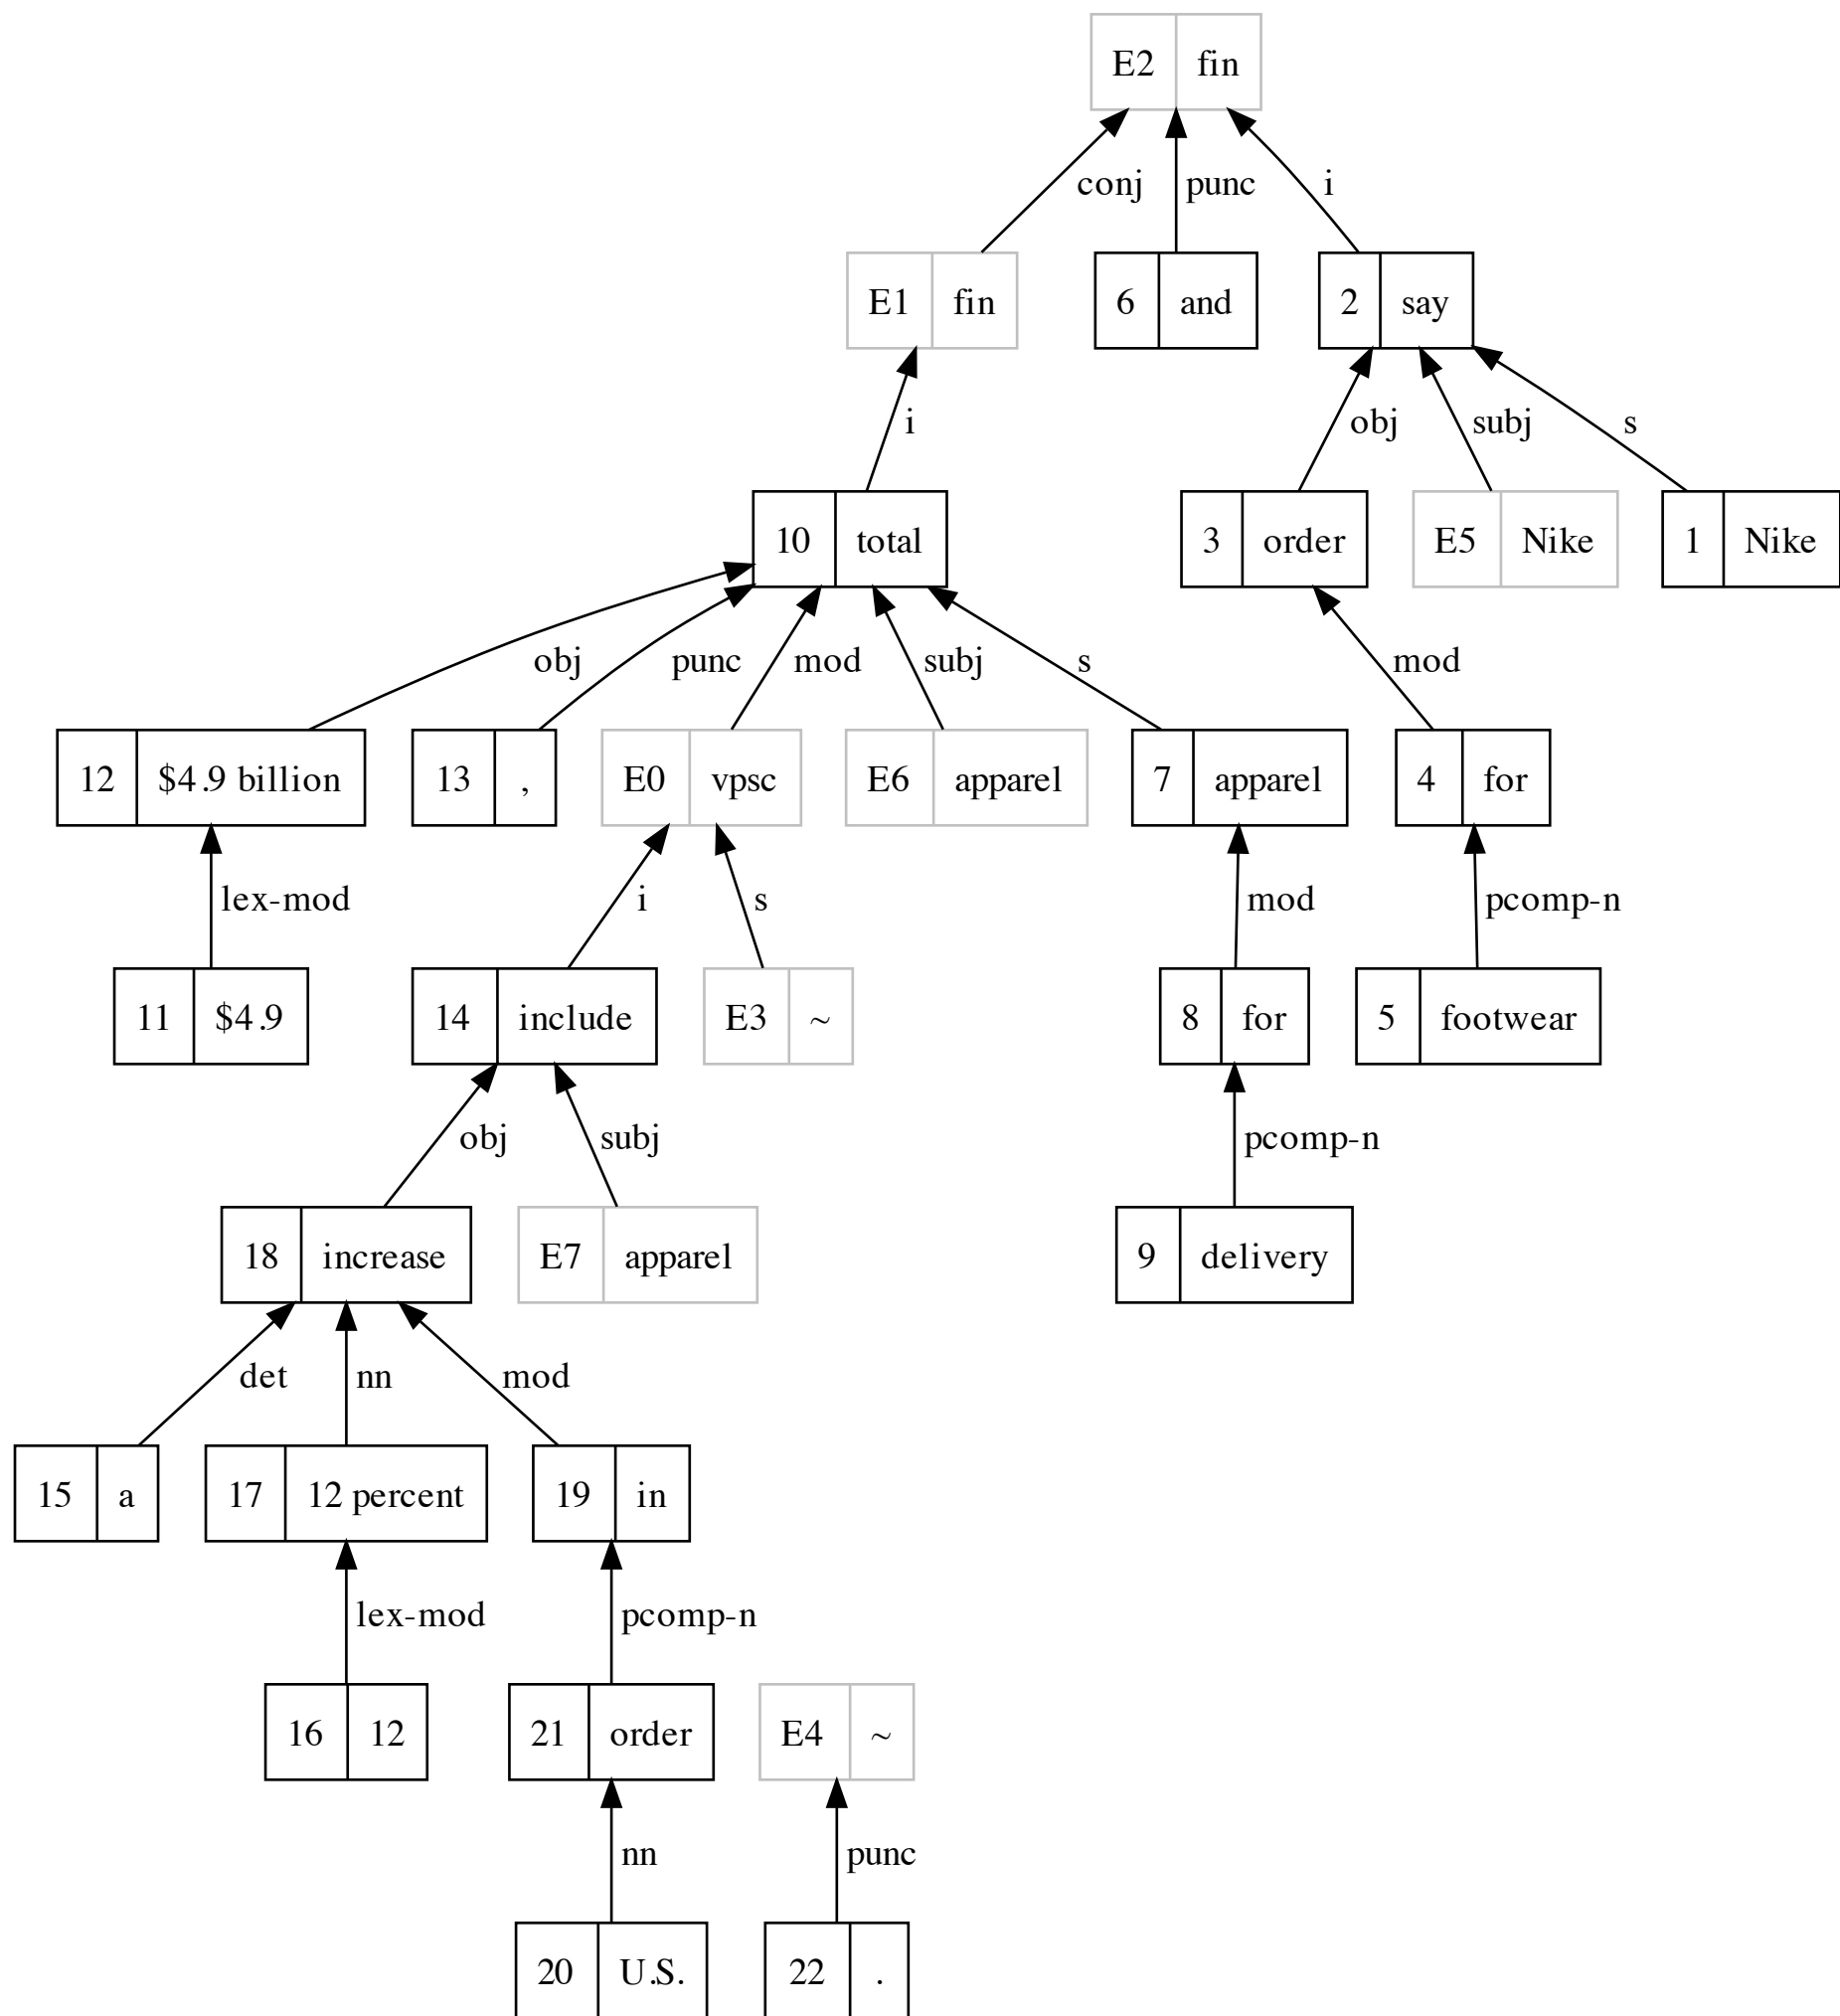 E2 fin
conj punc i
E1 fin 6 and 2 say
i obj subj s
10 total 3 order E5 Nike 1 Nike
obj punc mod subj s mod
12 $4.9 billion 13 , E0 vpsc E6 apparel 7 apparel 4 for
lex-mod i s mod pcomp-n
11 $4.9 14 include E3 ~ 8 for 5 footwear
obj subj pcomp-n
18 increase E7 apparel 9 delivery
det nn mod
15 a 17 12 percent 19 in
lex-mod pcomp-n
16 12 21 order E4 ~
nn punc
20 U.S. 22 .